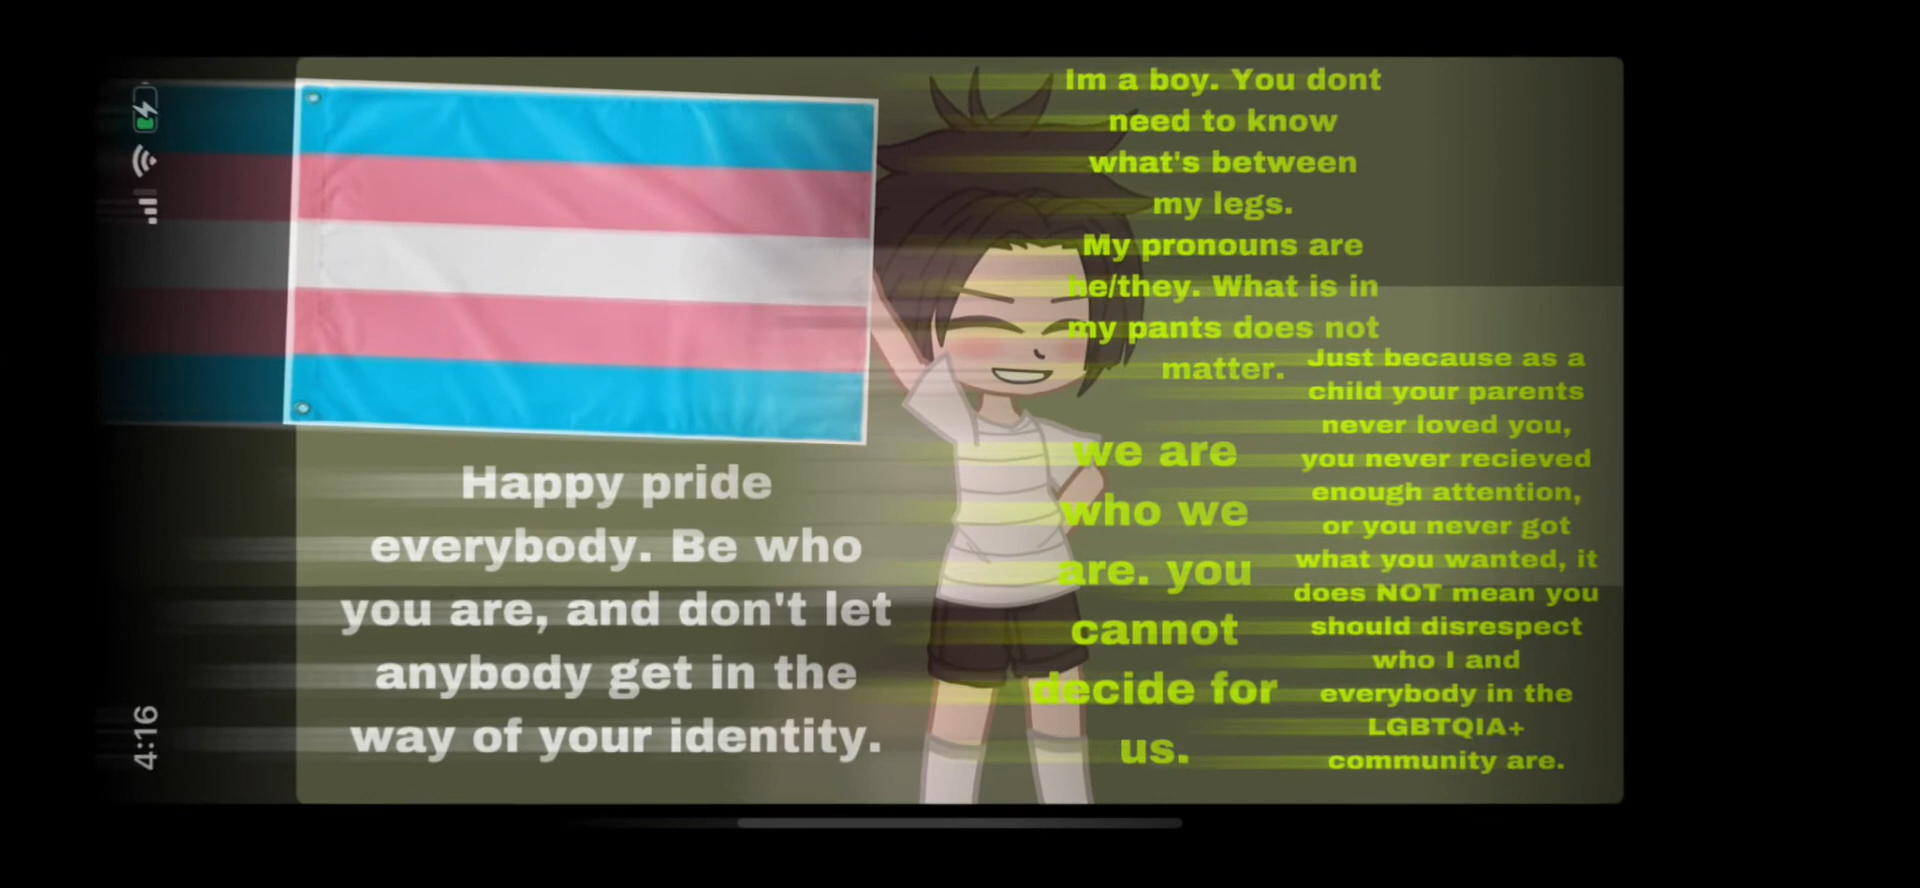 Im a boy. You dont
need to know
what's between
my legs.
My pronouns are
he/they. What is in
my pants does not
matter.
Just because as a
child your parents
never loved you,
you never recieved
enough attention,
or you never got
what you wanted, it
does NOT mean you
should disrespect
who I and
everybody in the
LGBTQIA+
community are.
we are
who we
are. you
cannot
decide for
us.
Happy pride
everybody. Be who
you are, and don't let
anybody get in the
way of your identity.
4:16